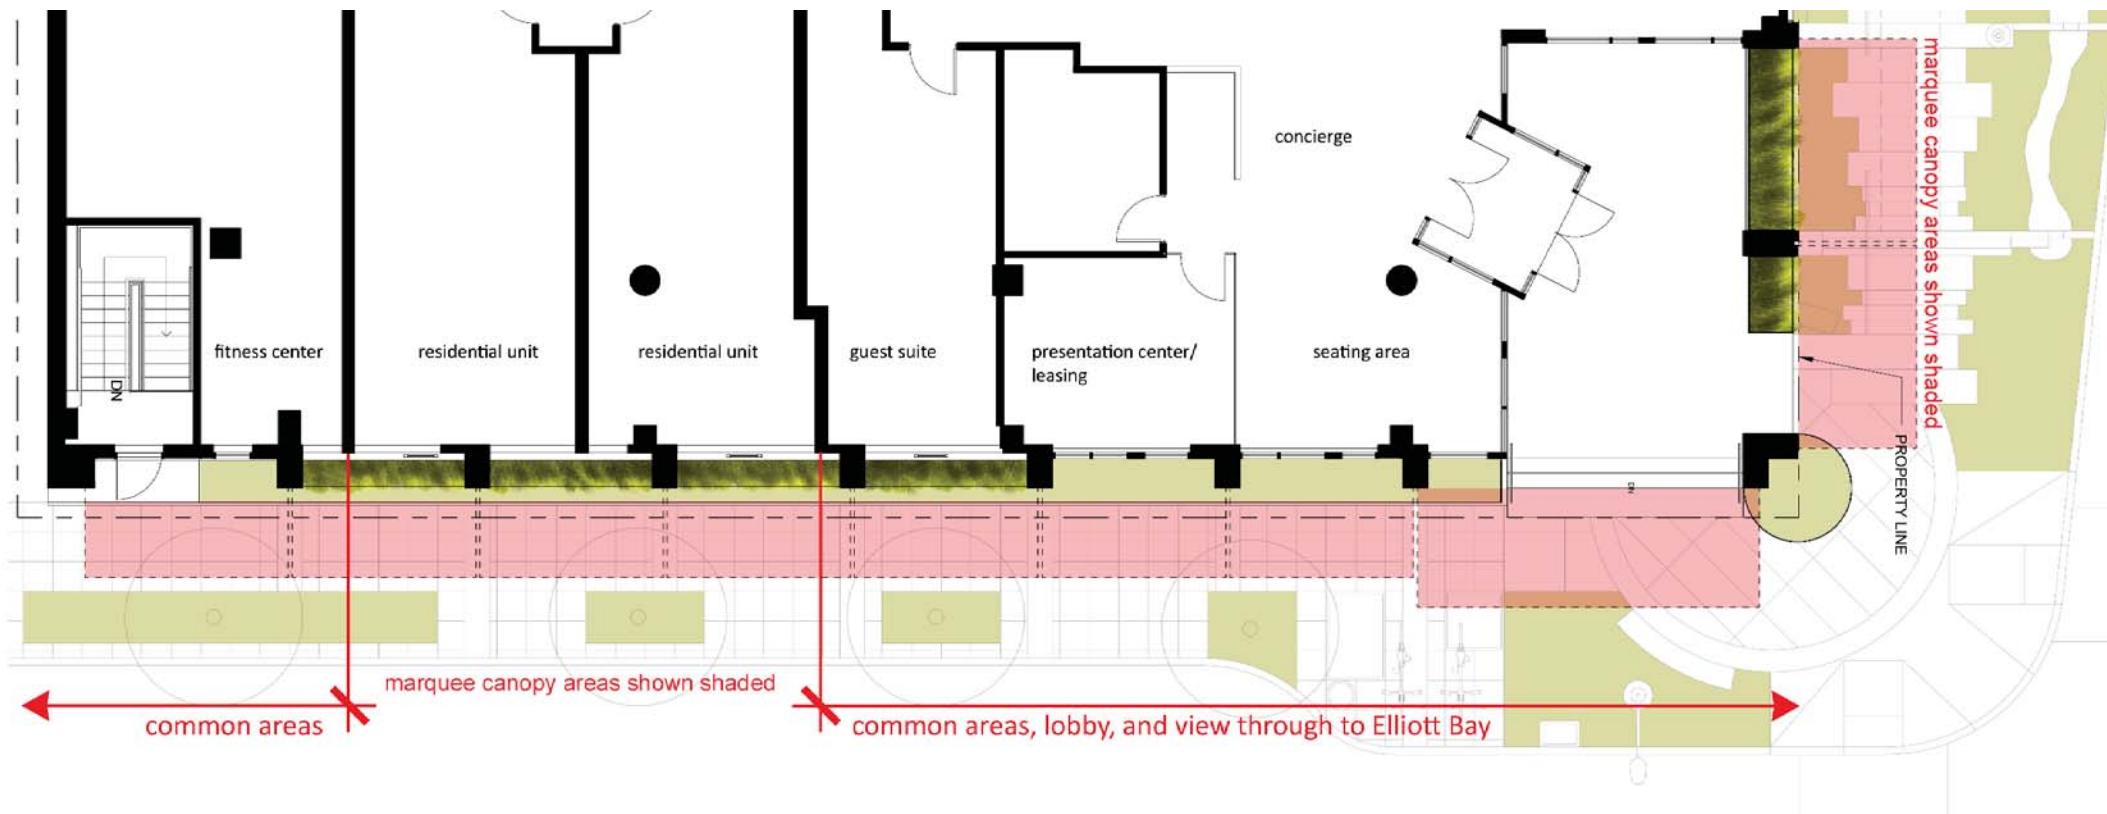 concierge
marquee canopy areas shown shaded
fitness center
residential unit
residential unit
guest suite
presentation center/
leasing
seating area
DN
DN
PROPERTY LINE
marquee canopy areas shown shaded
common areas
common areas, lobby, and view through to Elliott Bay